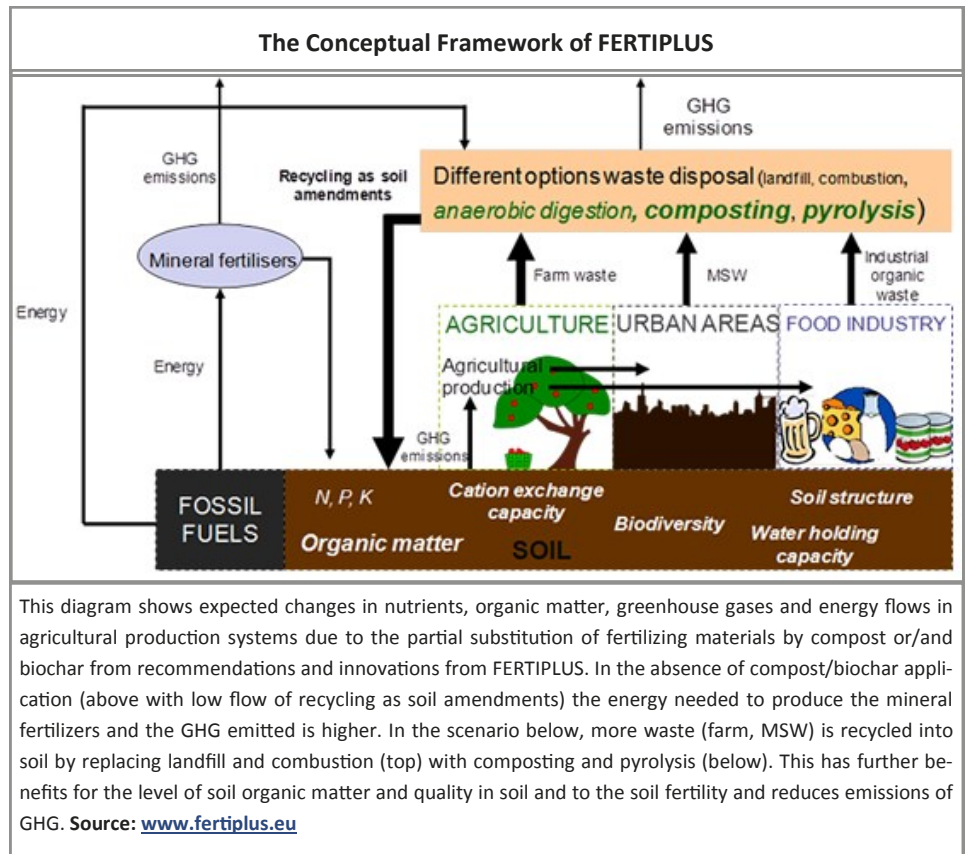 The Conceptual Framework of FERTIPLUS
GHG
emissions
GHG
emissions
Recycling as soil
amendments
Different options waste disposal (landfill, combustion,
anaerobic digestion, composting, pyrolysis)
Mineral fertilisers
Farm waste
MSW
Industrial
organic
waste
Energy
Energy
AGRICULTURE
URBAN AREAS
FOOD INDUSTRY
Agricultural
production
GHG
emissions
FOSSIL
FUELS
N, P, K
Organic matter
Cation exchange
capacity
SOIL
Biodiversity
Soil structure
Water holding
capacity
This diagram shows expected changes in nutrients, organic matter, greenhouse gases and energy flows in
agricultural production systems due to the partial substitution of fertilizing materials by compost or/and
biochar from recommendations and innovations from FERTIPLUS. In the absence of compost/biochar appli-
cation (above with low flow of recycling as soil amendments) the energy needed to produce the mineral
fertilizers and the GHG emitted is higher. In the scenario below, more waste (farm, MSW) is recycled into
soil by replacing landfill and combustion (top) with composting and pyrolysis (below). This has further be-
nefits for the level of soil organic matter and quality in soil and to the soil fertility and reduces emissions of
GHG. Source: www.fertiplus.eu